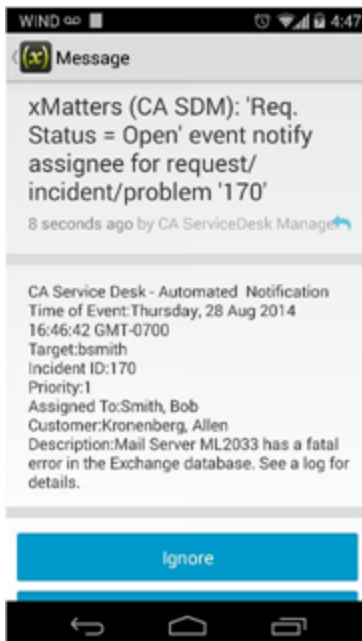 WIND
4:47
(x) Message
xMatters (CA SDM): 'Req.
Status = Open' event notify
assignee for request/
incident/problem '170'
8 seconds ago by CA ServiceDesk Manager
CA Service Desk - Automated Notification
Time of Event:Thursday, 28 Aug 2014
16:46:42 GMT-0700
Target:bsmith
Incident ID:170
Priority:1
Assigned To:Smith, Bob
Customer:Kronenberg, Allen
Description:Mail Server ML2033 has a fatal
error in the Exchange database. See a log for
details.
Ignore